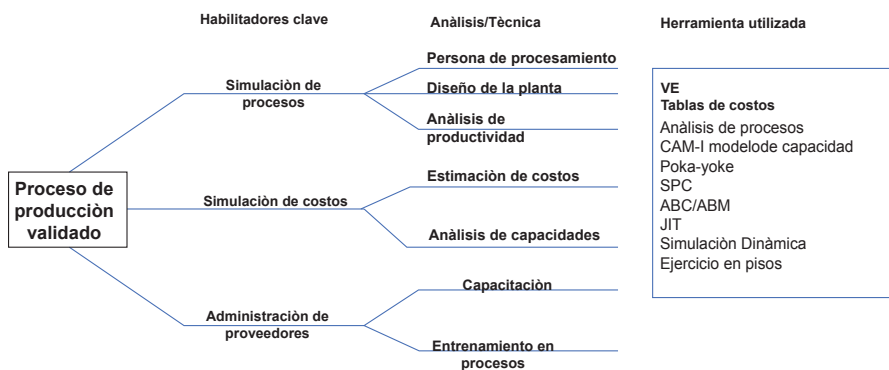 Habilitadores clave
Anàlisis/Tècnica
Herramienta utilizada
Persona de procesamiento
Simulaciòn de
procesos
Diseño de la planta
Anàlisis de
productividad
VE
Tablas de costos
Anàlisis de procesos
CAM-I modelode capacidad
Poka-yoke
SPC
ABC/ABM
JIT
Simulaciòn Dinàmica
Ejercicio en pisos
Proceso de
producciòn
validado
Simulaciòn de costos
Estimaciòn de costos
Anàlisis de capacidades
Administraciòn de
proveedores
Capacitaciòn
Entrenamiento en
procesos